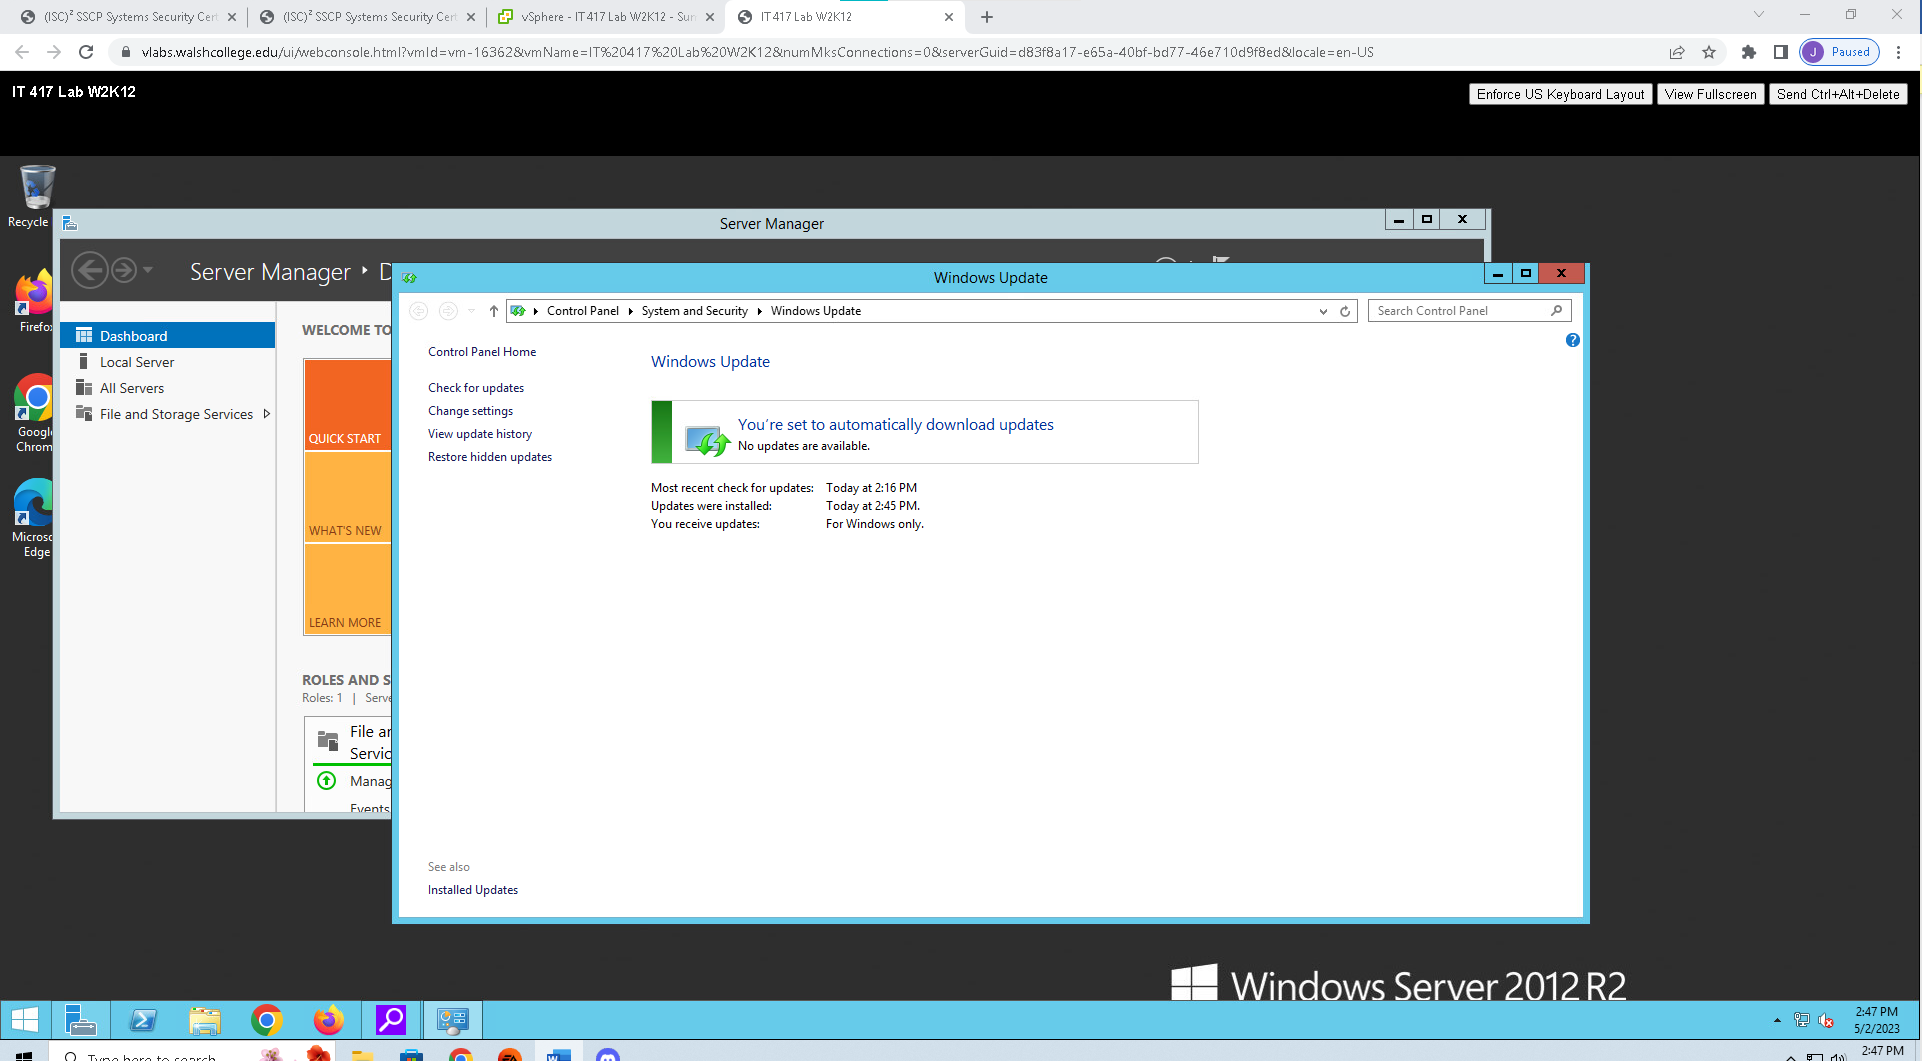 (ISC)² SSCP Systems Security Cert
(ISC)² SSCP Systems Security Cert
vSphere - IT 417 Lab W2K12 - Sum
IT 417 Lab W2K12
vlabs.walshcollege.edu/ui/webconsole.html?vmId=vm-16362&vmName=IT%20417%20Lab%20W2K12&numMksConnections=0&serverGuid=d83f8a17-e65a-40bf-bd77-46e710d9f8ed&locale=en-US
J Paused
IT 417 Lab W2K12
Enforce US Keyboard Layout
View Fullscreen
Send Ctrl+Alt+Delete
Recycle
Firefox
Google
Chrom
Microso
Edge
Server Manager
Server Manager D
Dashboard
Local Server
All Servers
File and Storage Services
WELCOME TO
QUICK START
WHAT'S NEW
LEARN MORE
ROLES AND S
Roles: 1 | Serve
File an
Servic
Manag
Events
Windows Update
Control Panel
System and Security
Windows Update
Search Control Panel
Control Panel Home
Check for updates
Change settings
View update history
Restore hidden updates
Windows Update
You're set to automatically download updates
No updates are available.
Most recent check for updates: Today at 2:16 PM
Updates were installed: Today at 2:45 PM.
You receive updates: For Windows only.
See also
Installed Updates
Windows Server 2012 R2
2:47 PM
5/2/2023
Type here to search
2:47 PM